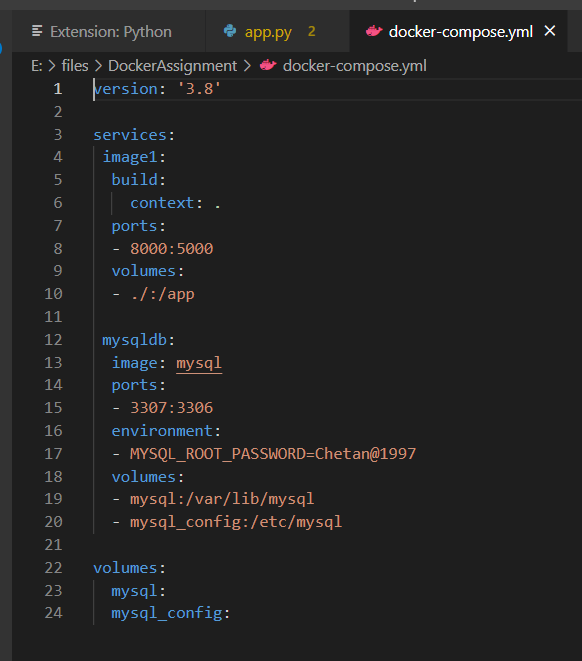 Extension: Python app.py 2 docker-compose.yml
E: > files > DockerAssignment > docker-compose.yml
1 version: '3.8'
2
3 services:
4 image1:
5 build:
6 context: .
7 ports:
8 - 8000:5000
9 volumes:
10 - ./:/app
11
12 mysqldb:
13 image: mysql
14 ports:
15 - 3307:3306
16 environment:
17 - MYSQL_ROOT_PASSWORD=Chetan@1997
18 volumes:
19 - mysql:/var/lib/mysql
20 - mysql_config:/etc/mysql
21
22 volumes:
23 mysql:
24 mysql_config: